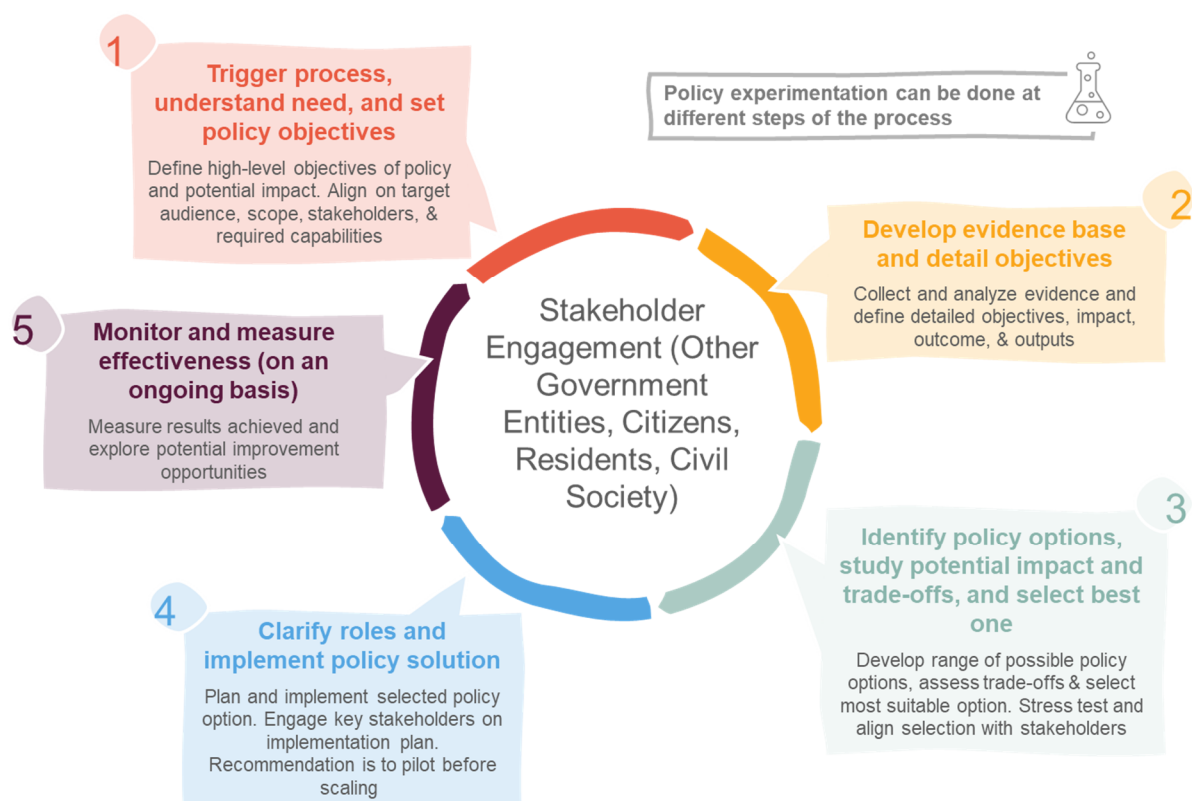 1
Trigger process,
understand need, and set
policy objectives
Define high-level objectives of policy
and potential impact. Align on target
audience, scope, stakeholders, &
required capabilities
Policy experimentation can be done at
different steps of the process
2
Develop evidence base
and detail objectives
Collect and analyze evidence and
define detailed objectives, impact,
outcome, & outputs
5
Monitor and measure
effectiveness (on an
ongoing basis)
Measure results achieved and
explore potential improvement
opportunities
Stakeholder
Engagement (Other
Government
Entities, Citizens,
Residents, Civil
Society)
3
Identify policy options,
study potential impact and
trade-offs, and select best
one
Develop range of possible policy
options, assess trade-offs & select
most suitable option. Stress test and
align selection with stakeholders
4
Clarify roles and
implement policy solution
Plan and implement selected policy
option. Engage key stakeholders on
implementation plan.
Recommendation is to pilot before
scaling